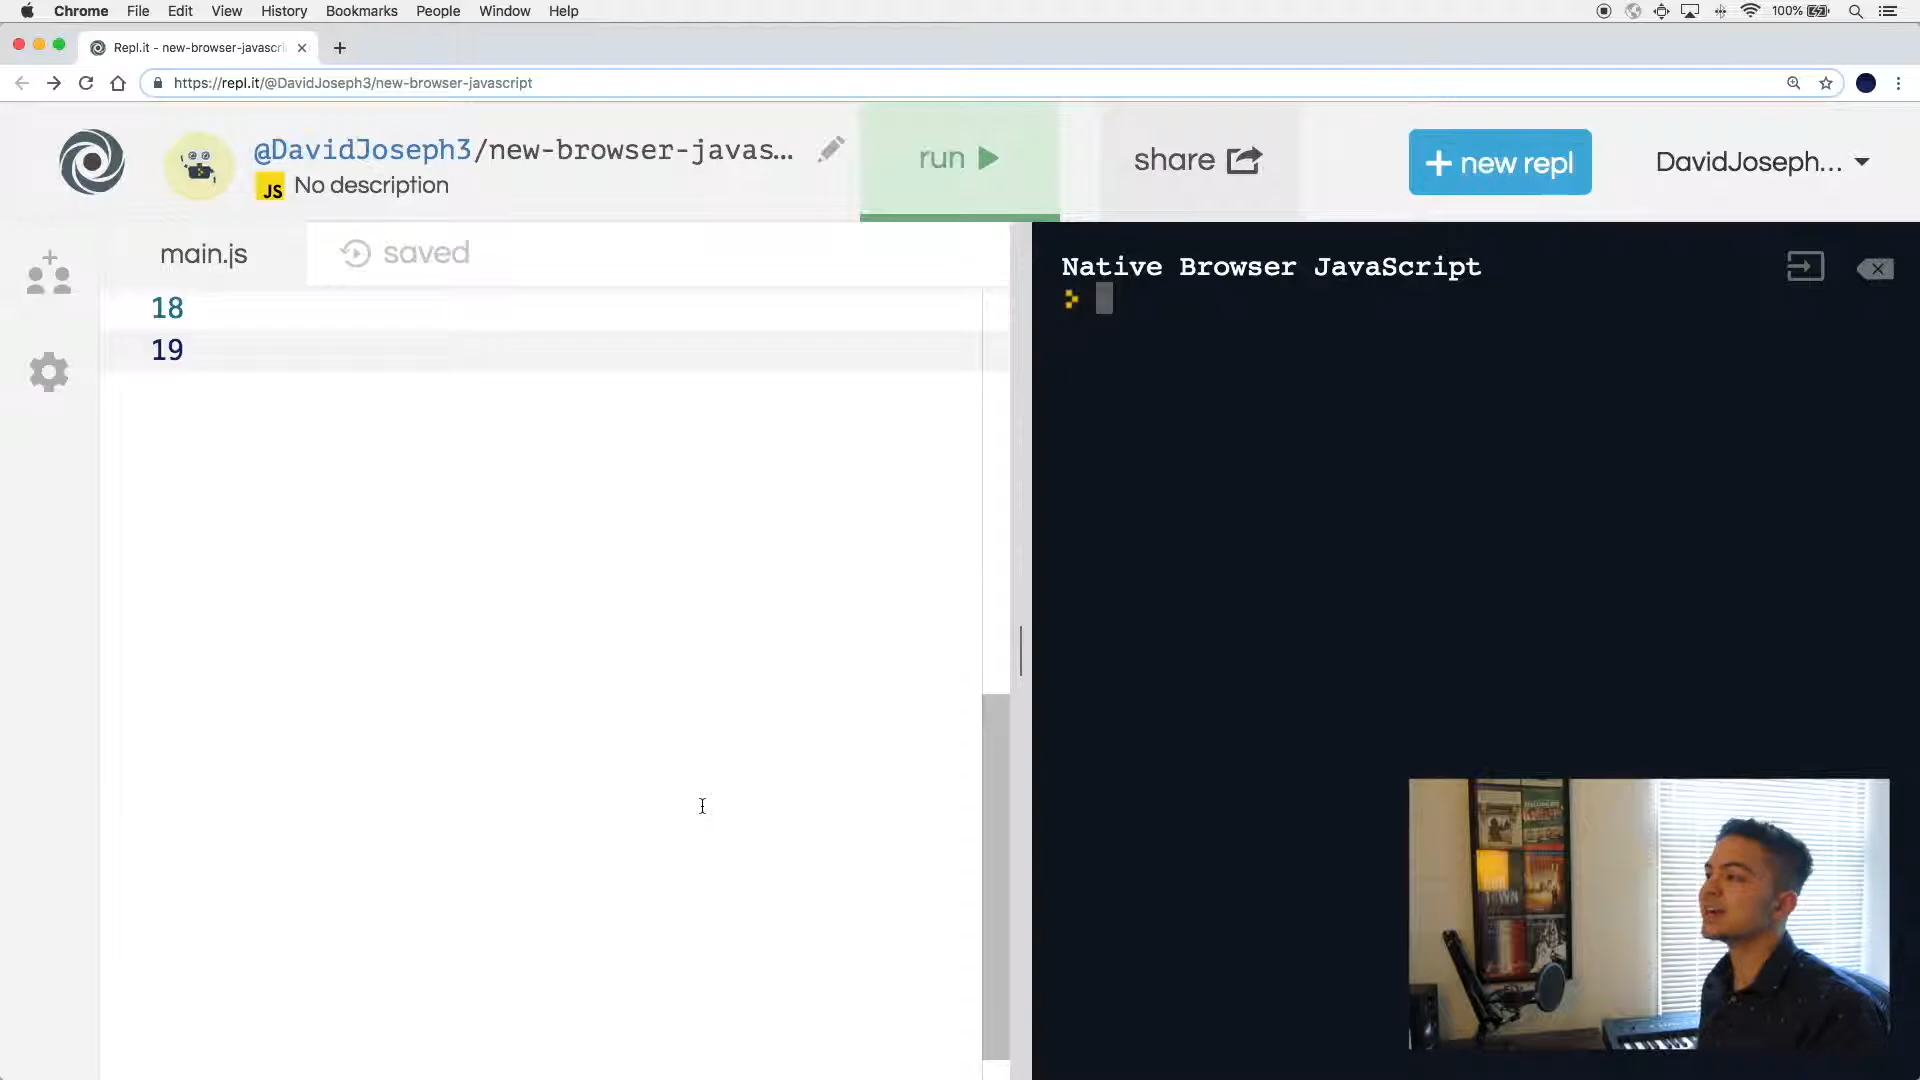 Chrome File Edit View History Bookmarks People Window Help
100%
Repl.it - new-browser-javascri
https://repl.it/@DavidJoseph3/new-browser-javascript
@DavidJoseph3/new-browser-javas...
JS No description
run
share
+ new repl
DavidJoseph...
main.js
saved
18
19
Native Browser JavaScript